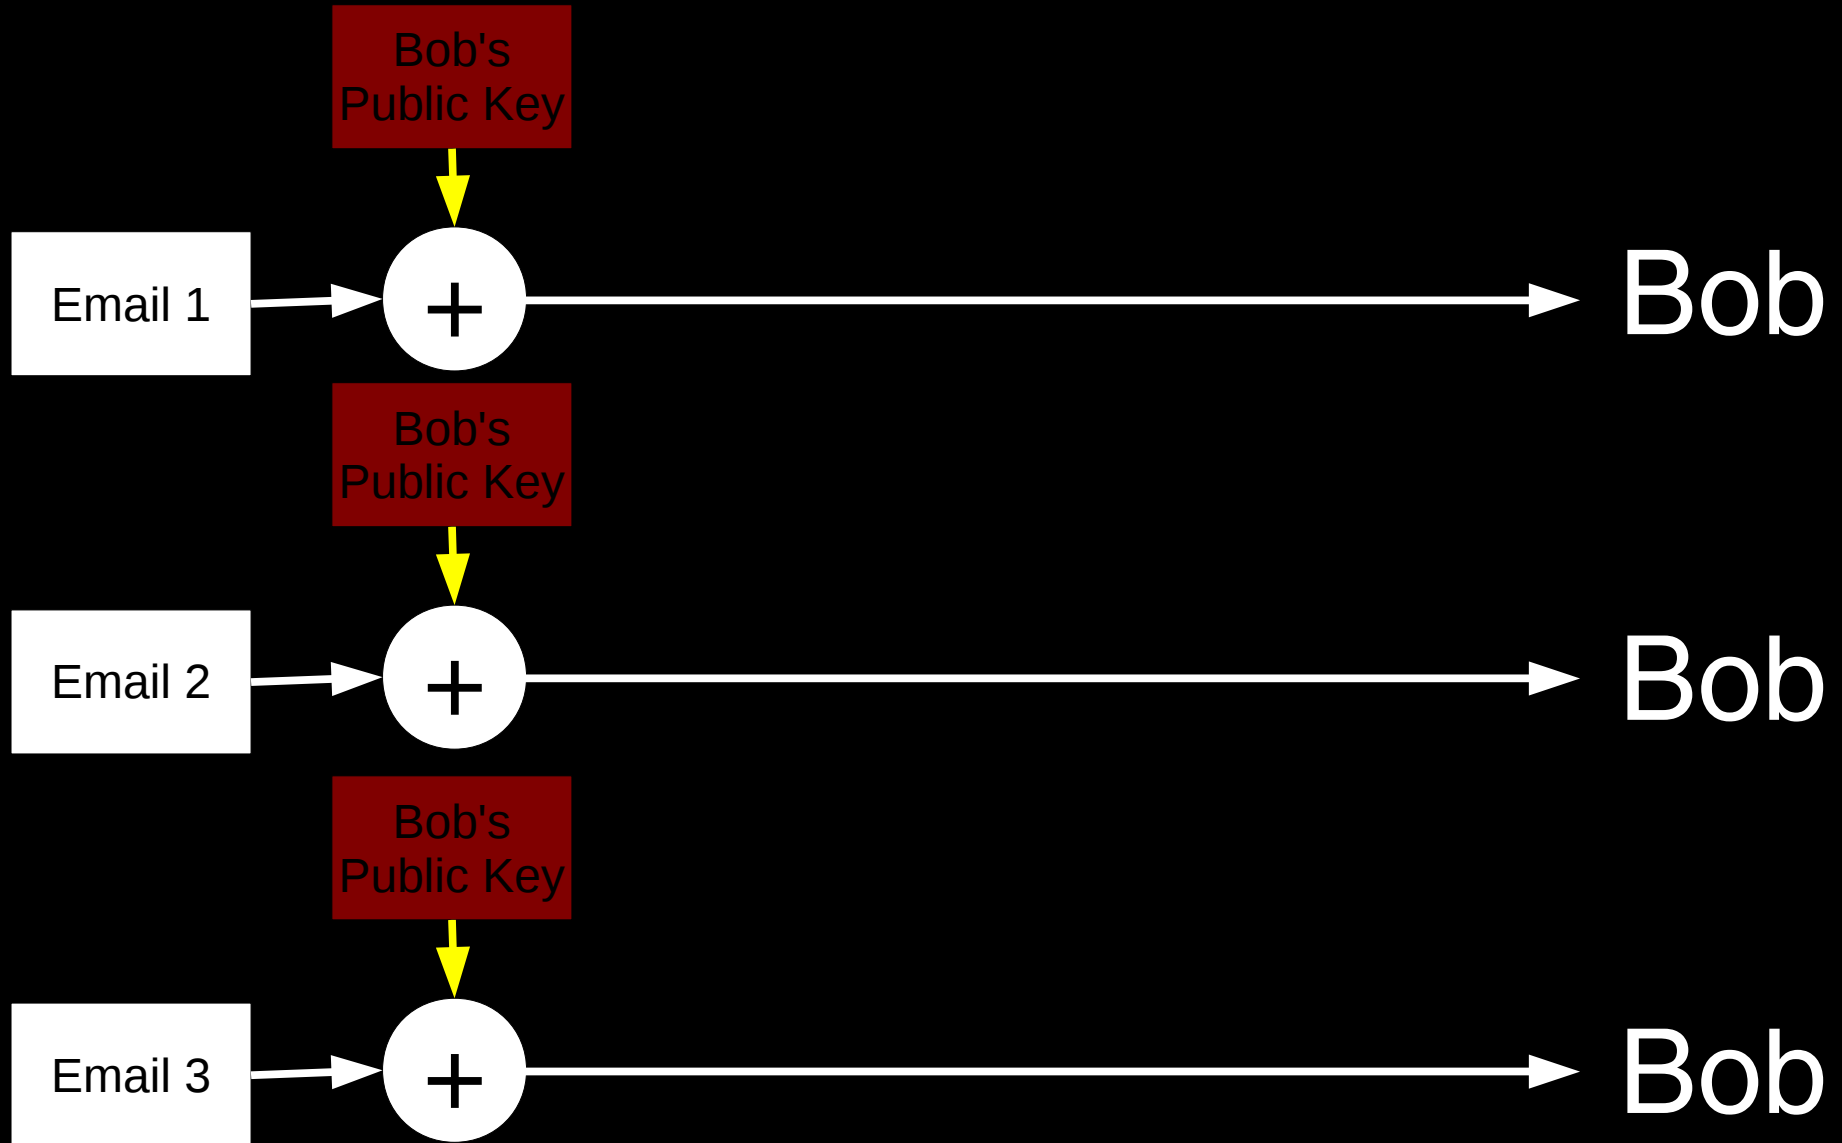 Bob's
Public Key
Email 1
+
Bob
Bob's
Public Key
Email 2
+
Bob
Bob's
Public Key
Email 3
+
Bob